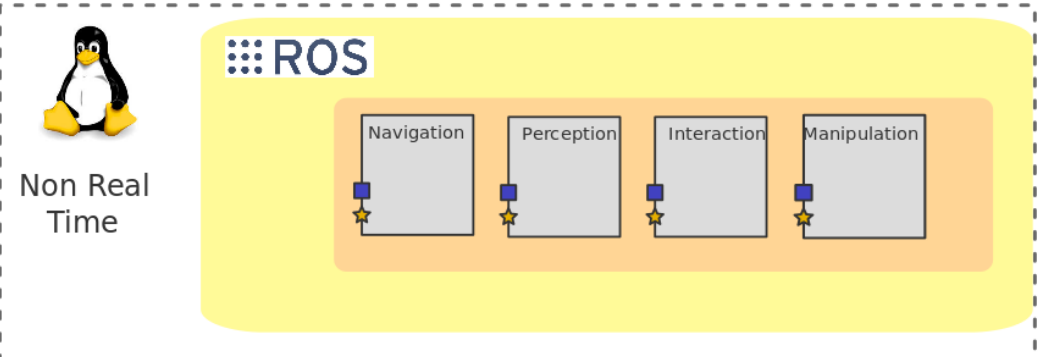 ROS
Navigation
Perception
Interaction
Manipulation
Non Real
Time